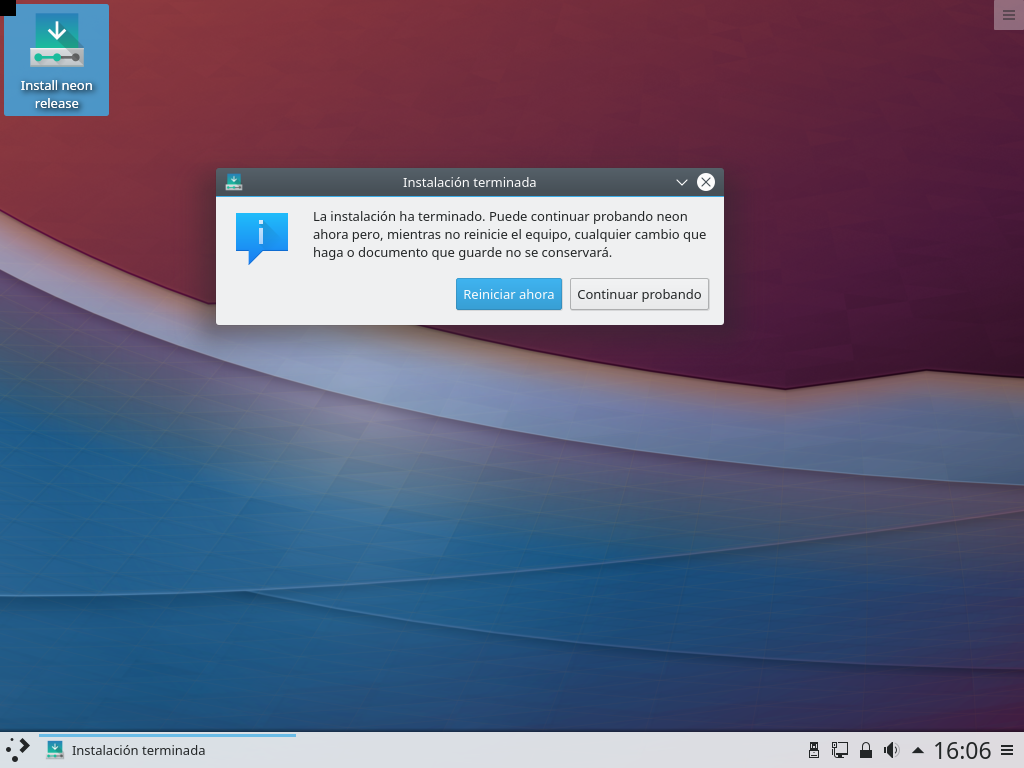 Install neon
release
Instalación terminada
La instalación ha terminado. Puede continuar probando neon
ahora pero, mientras no reinicie el equipo, cualquier cambio que
haga o documento que guarde no se conservará.
Reiniciar ahora
Continuar probando
Instalación terminada
16:06